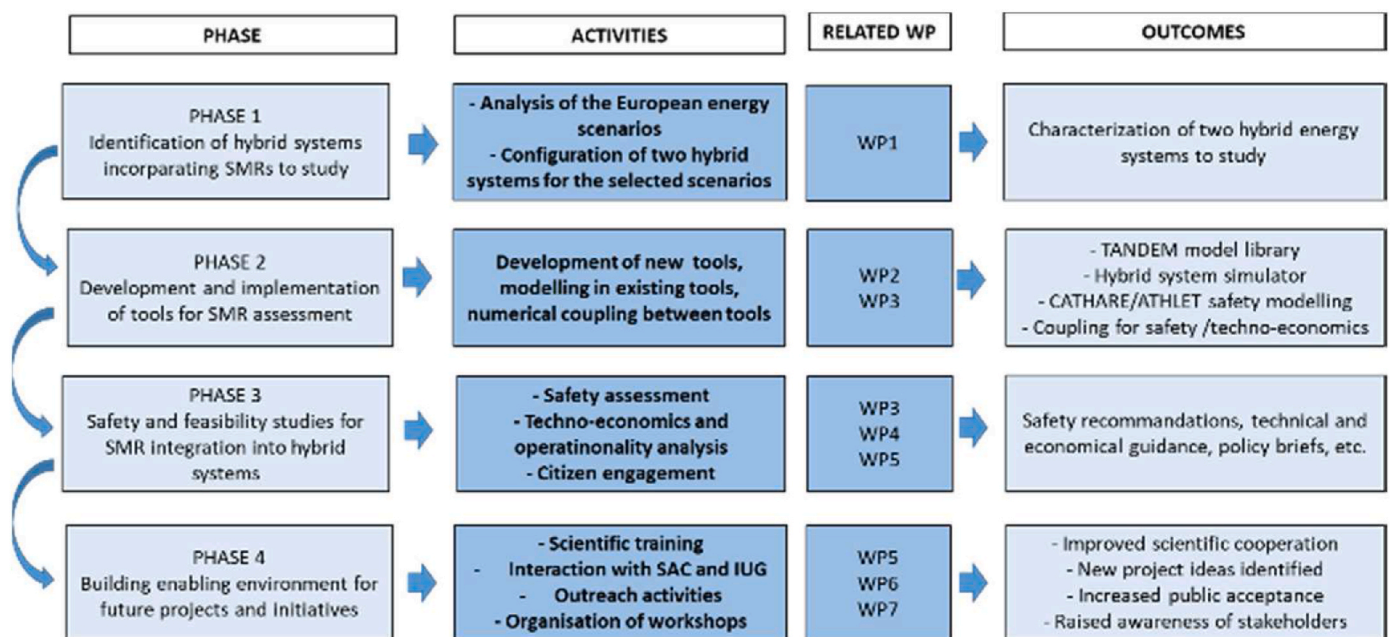 PHASE
ACTIVITIES
RELATED WP
OUTCOMES
PHASE 1
Identification of hybrid systems
incorparating SMRs to study
- Analysis of the European energy
scenarios
- Configuration of two hybrid
systems for the selected scenarios
WP1
Characterization of two hybrid energy
systems to study
PHASE 2
Development and implementation
of tools for SMR assessment
Development of new tools,
modelling in existing tools,
numerical coupling between tools
WP2
WP3
- TANDEM model library
- Hybrid system simulator
- CATHARE/ATHLET safety modelling
- Coupling for safety /techno-economics
PHASE 3
Safety and feasibility studies for
SMR integration into hybrid
systems
- Safety assessment
- Techno-economics and
operatinonality analysis
- Citizen engagement
WP3
WP4
WP5
Safety recommandations, technical and
economical guidance, policy briefs, etc.
PHASE 4
Building enabling environment for
future projects and initiatives
- Scientific training
- Interaction with SAC and IUG
- Outreach activities
- Organisation of workshops
WP5
WP6
WP7
- Improved scientific cooperation
- New project ideas identified
- Increased public acceptance
- Raised awareness of stakeholders